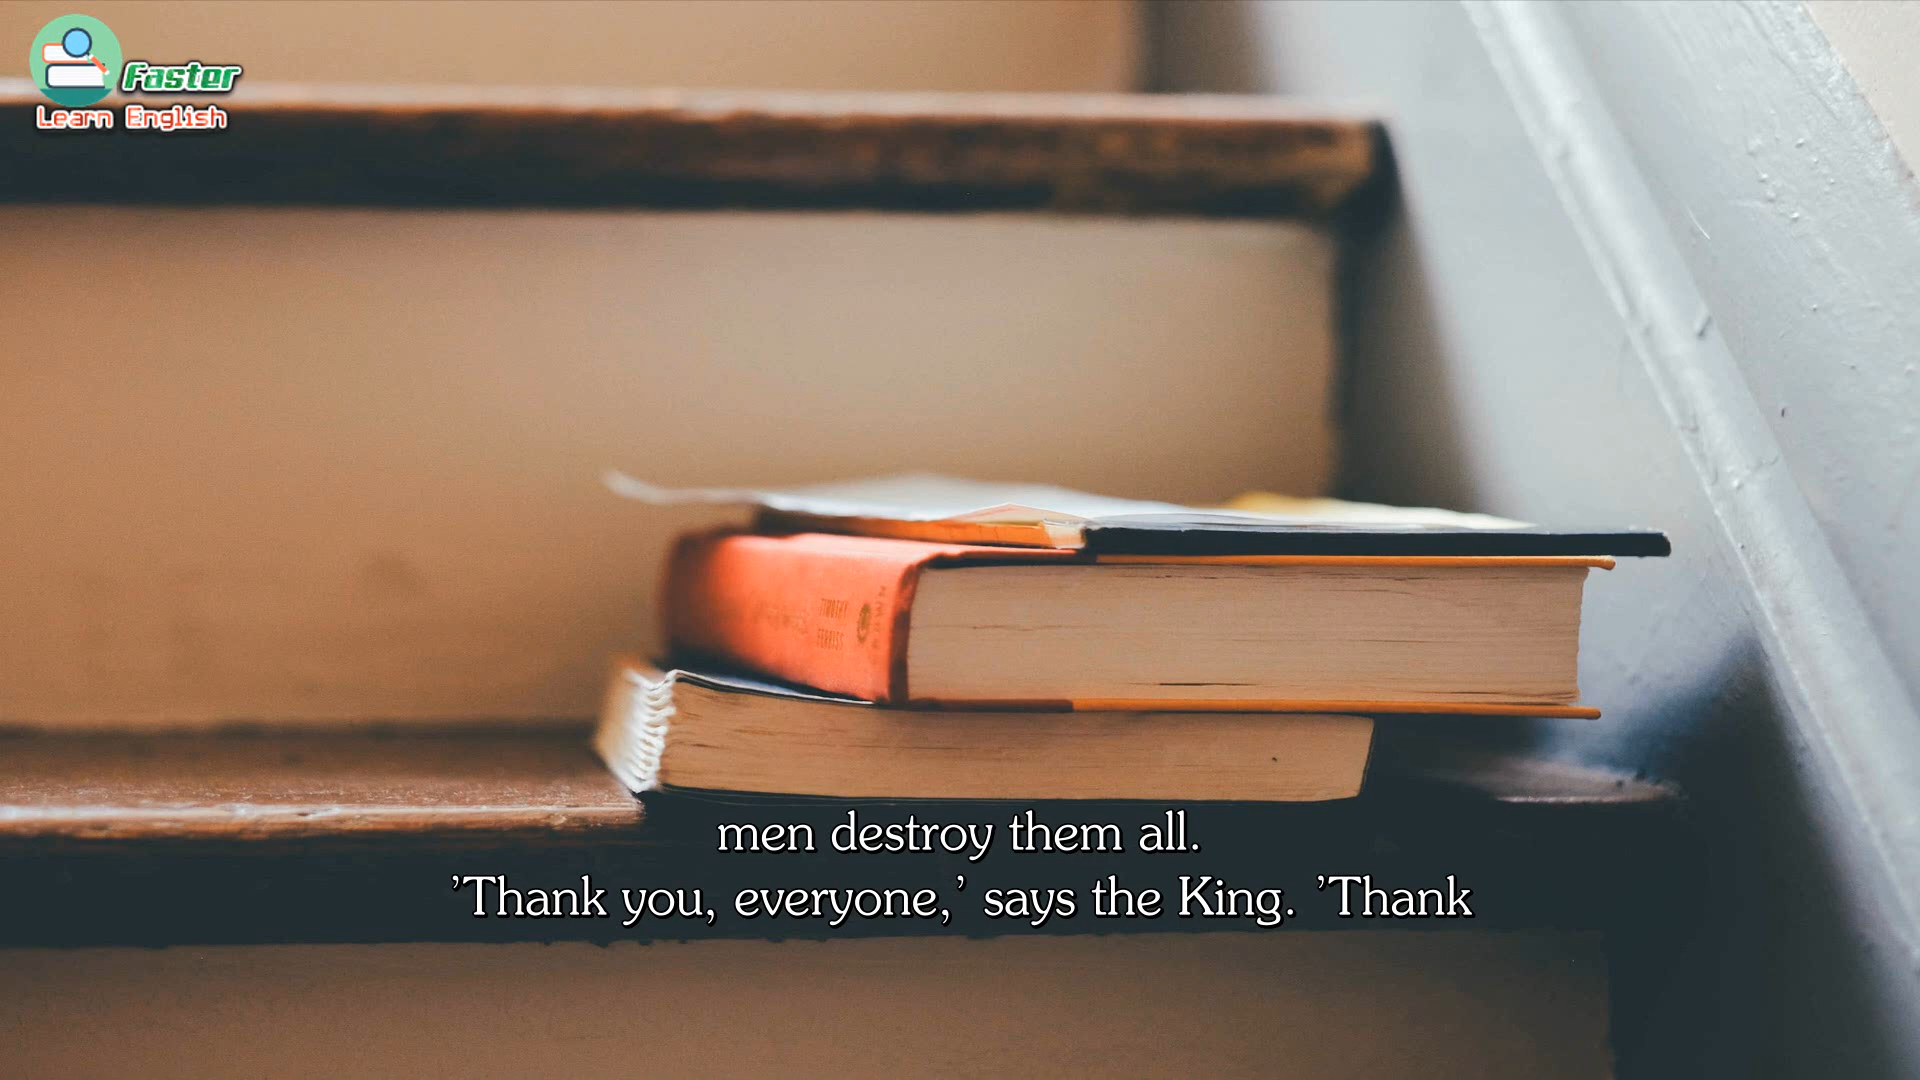 Faster
Learn English
men destroy them all.
’Thank you, everyone,’ says the King. ’Thank